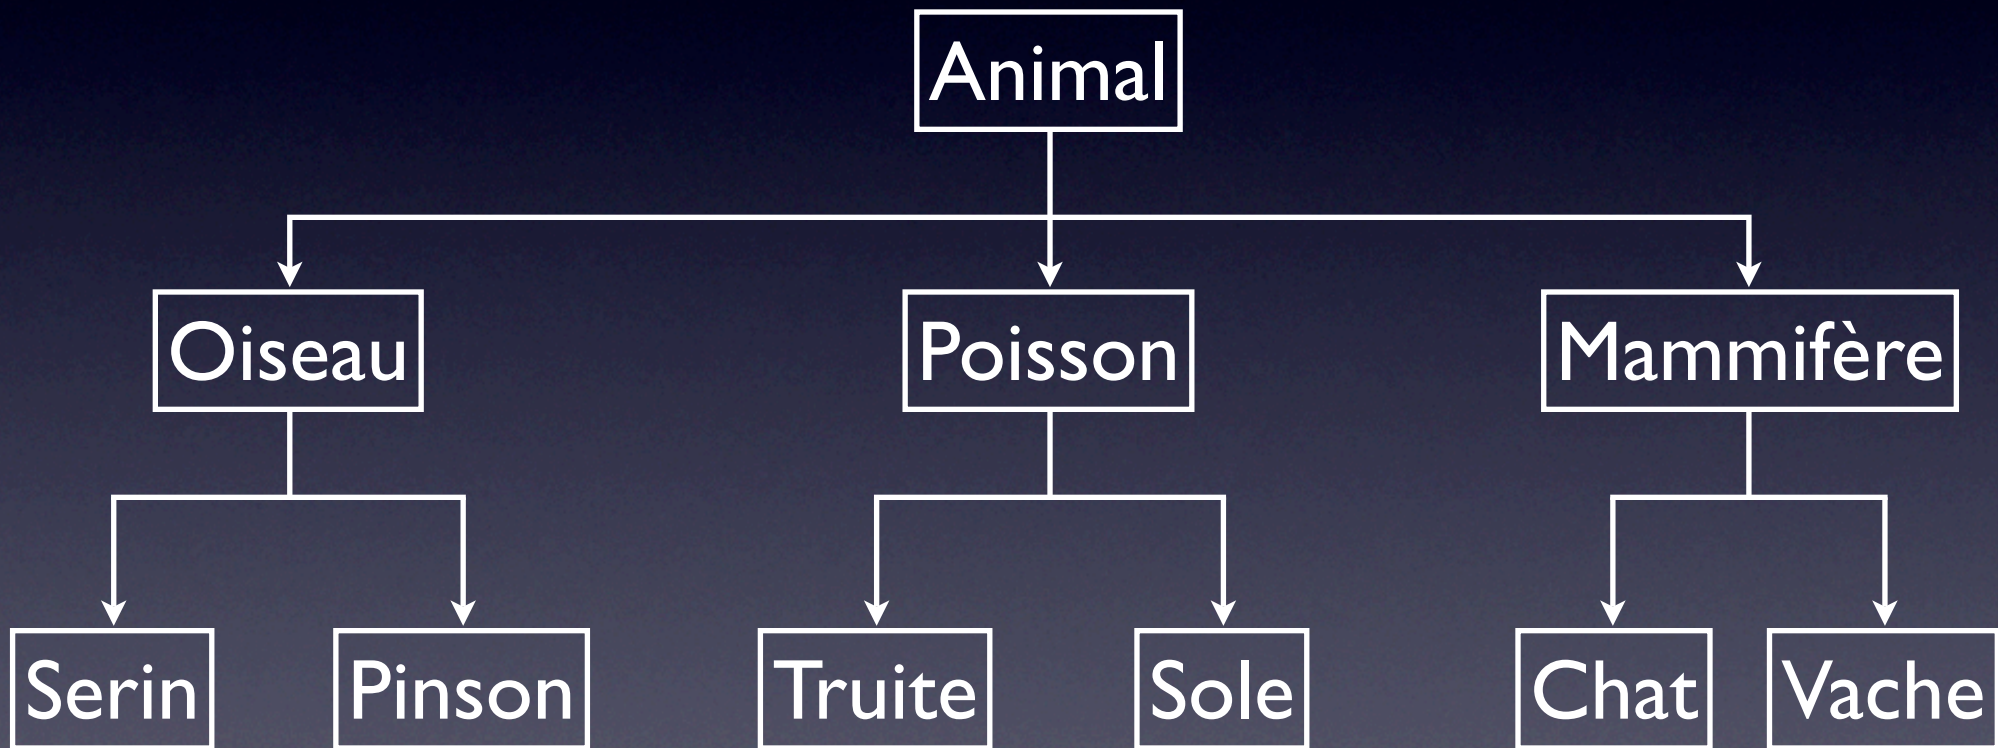 Animal
Oiseau Poisson Mammifère
Serin Pinson Truite Sole Chat Vache